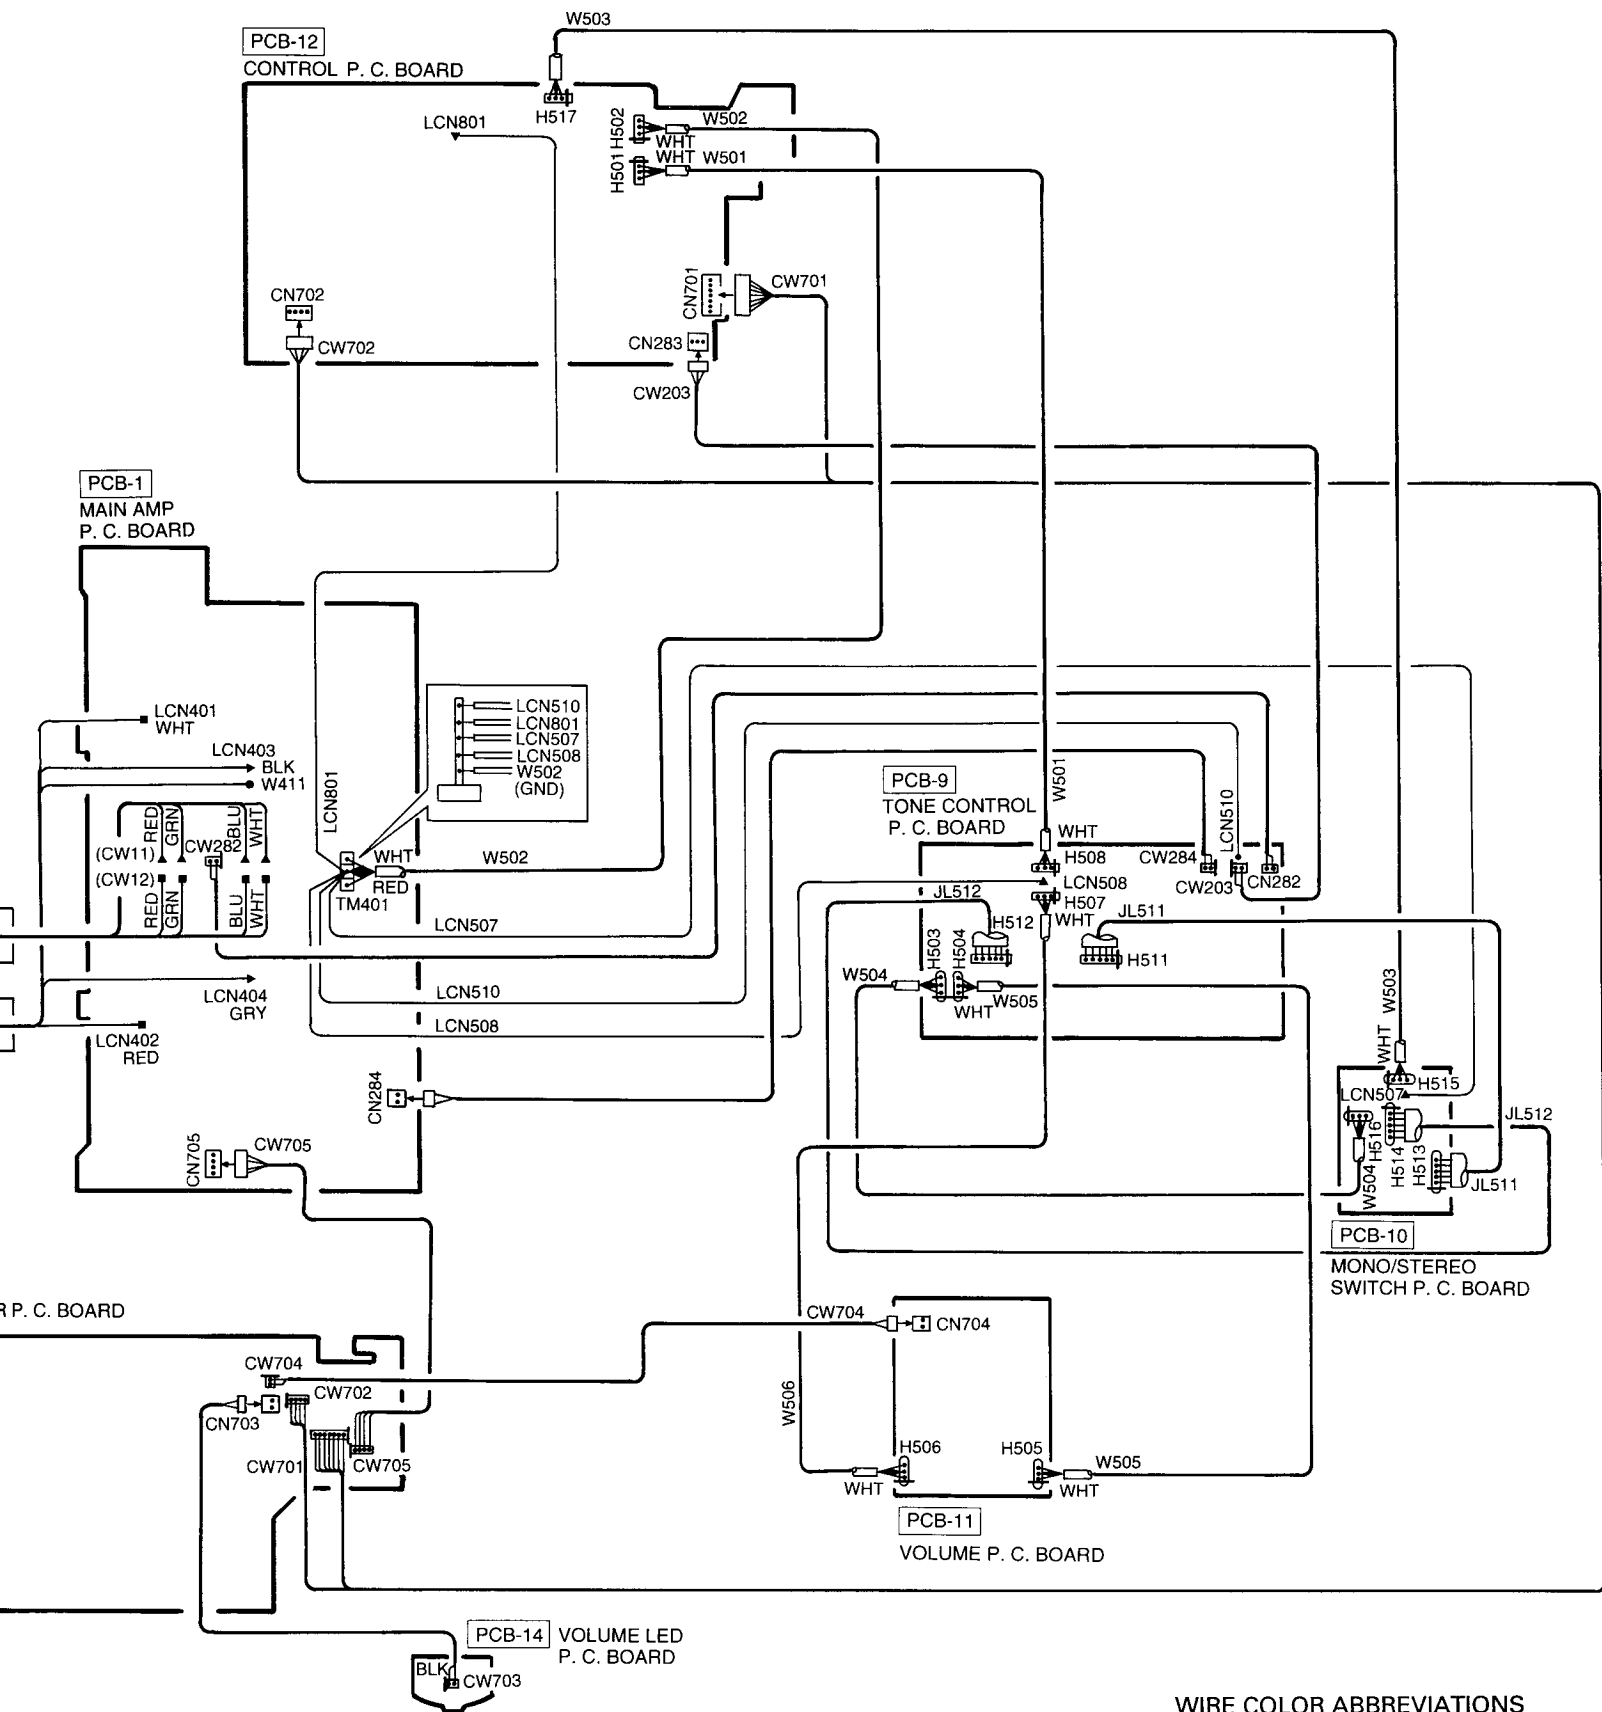 W503
PCB-12
CONTROL P. C. BOARD
H517
LCN801
H502
W502
WHT
WHT
H501
W501
CN701
CW701
CN702
CW702
CN283
CW203
PCB-1
MAIN AMP
P. C. BOARD
LCN401
WHT
LCN403
BLK
W411
LCN510
LCN801
LCN507
LCN508
W502
(GND)
LCN801
RED
GRN
BLU
WHT
(CW11)
CW282
(CW12)
RED
GRN
BLU
WHT
WHT
W502
RED
TM401
LCN507
LCN404
GRY
LCN510
LCN402
RED
LCN508
CN284
CN705
CW705
PCB-9
TONE CONTROL
P. C. BOARD
W501
WHT
H508
LCN510
CW284
CW203
CN282
LCN508
JL512
H507
WHT
H512
JL511
H511
H503
H504
W504
W505
WHT
W503
WHT
H515
LCN507
H516
H514
H513
JL512
W504
JL511
PCB-10
MONO/STEREO
SWITCH P. C. BOARD
R P. C. BOARD
CW704
CN704
CW704
CW702
CN703
CW701
CW705
W506
H506
WHT
H505
W505
WHT
PCB-11
VOLUME P. C. BOARD
PCB-14
VOLUME LED
P. C. BOARD
BLK
CW703
WIRE COLOR ABBREVIATIONS